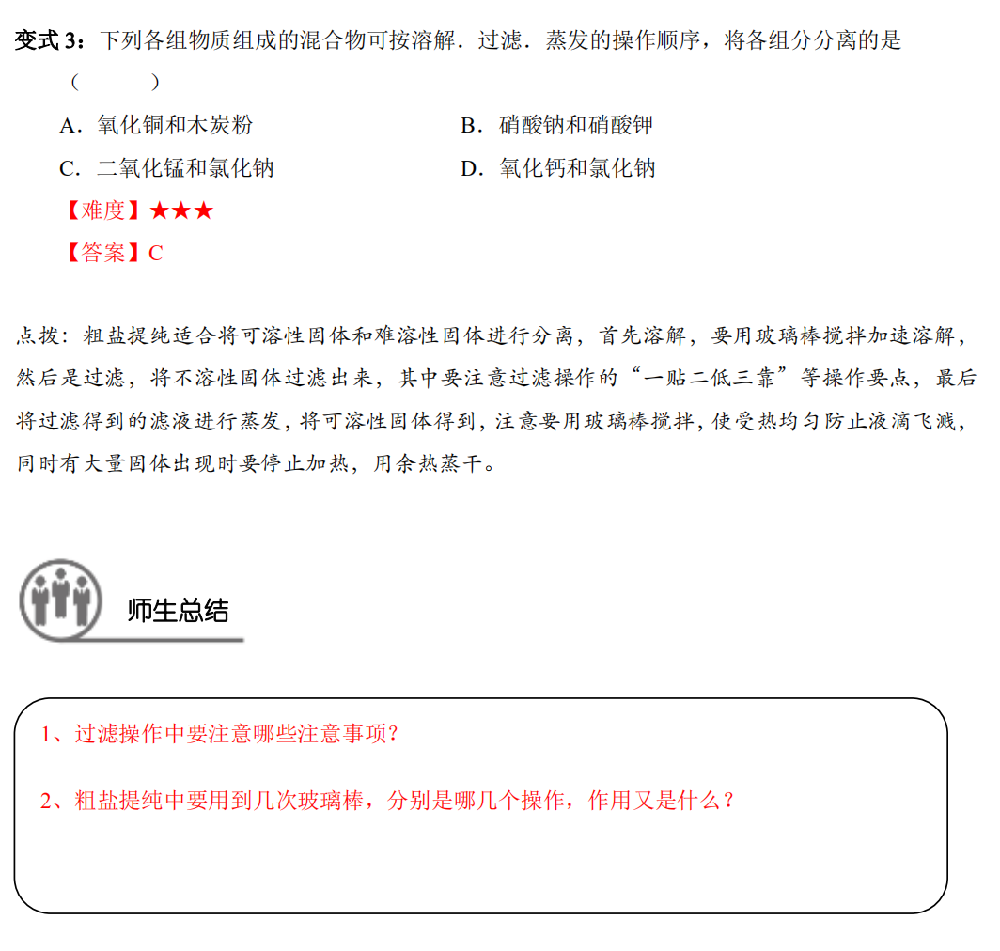 变式 3：下列各组物质组成的混合物可按溶解．过滤．蒸发的操作顺序，将各组分分离的是
（　　）
A．氧化铜和木炭粉　B．硝酸钠和硝酸钾
C．二氧化锰和氯化钠　D．氧化钙和氯化钠
【难度】★★★
【答案】C
点拨：粗盐提纯适合将可溶性固体和难溶性固体进行分离，首先溶解，要用玻璃棒搅拌加速溶解，
然后是过滤，将不溶性固体过滤出来，其中要注意过滤操作的“一贴二低三靠”等操作要点，最后
将过滤得到的滤液进行蒸发，将可溶性固体得到，注意要用玻璃棒搅拌，使受热均匀防止液滴飞溅，
同时有大量固体出现时要停止加热，用余热蒸干。
师生总结
1、过滤操作中要注意哪些注意事项？
2、粗盐提纯中要用到几次玻璃棒，分别是哪几个操作，作用又是什么？